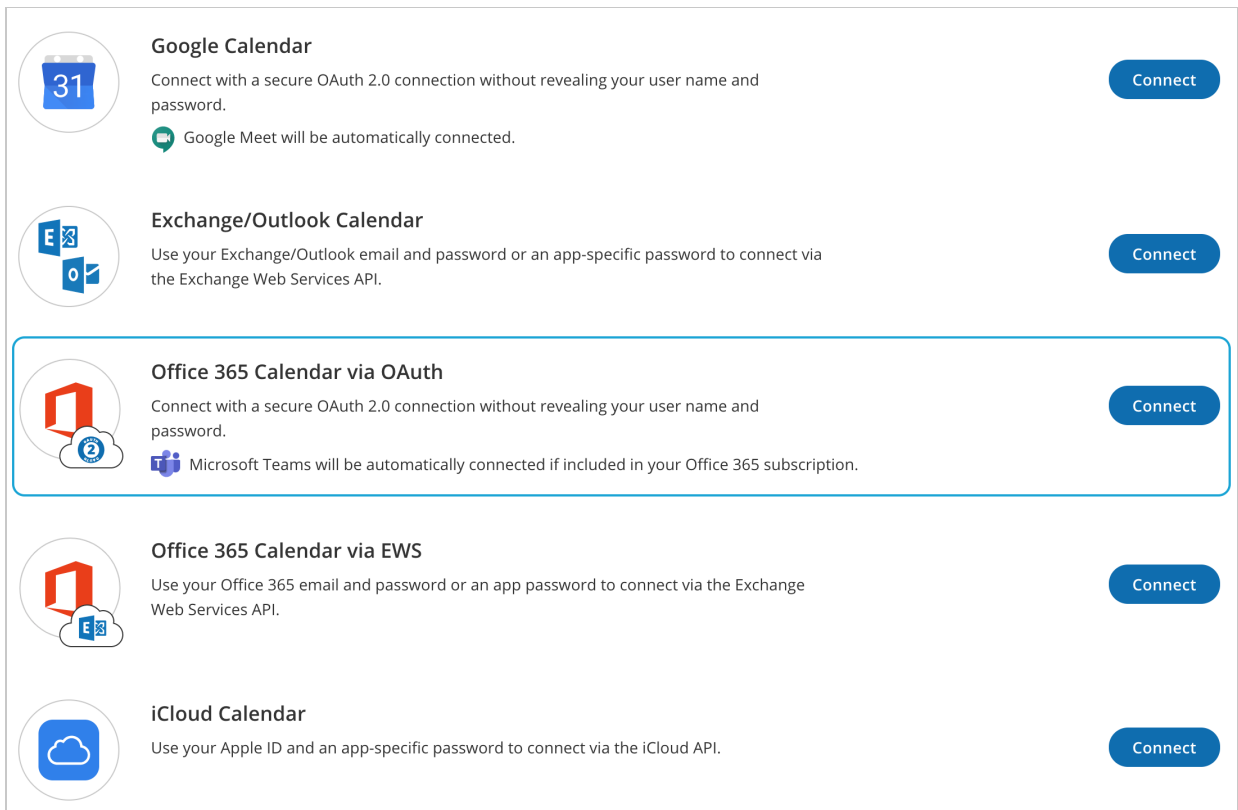 31
Google Calendar
Connect with a secure OAuth 2.0 connection without revealing your user name and
password.
Connect
Google Meet will be automatically connected.
Exchange/Outlook Calendar
E
Use your Exchange/Outlook email and password or an app-specific password to connect via
the Exchange Web Services API.
Connect
O
Office 365 Calendar via OAuth
Connect with a secure OAuth 2.0 connection without revealing your user name and
password.
Connect
2
T
Microsoft Teams will be automatically connected if included in your Office 365 subscription.
Office 365 Calendar via EWS
Use your Office 365 email and password or an app password to connect via the Exchange
Web Services API.
Connect
E
iCloud Calendar
Use your Apple ID and an app-specific password to connect via the iCloud API.
Connect